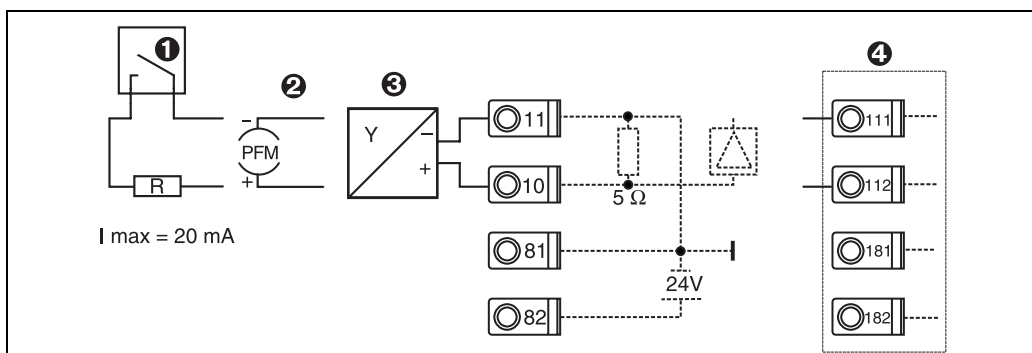 ❶
❷
❸
❹
−
PFM
+
R
I max = 20 mA
Y
−
+
11
10
81
82
5 Ω
24V
111
112
181
182